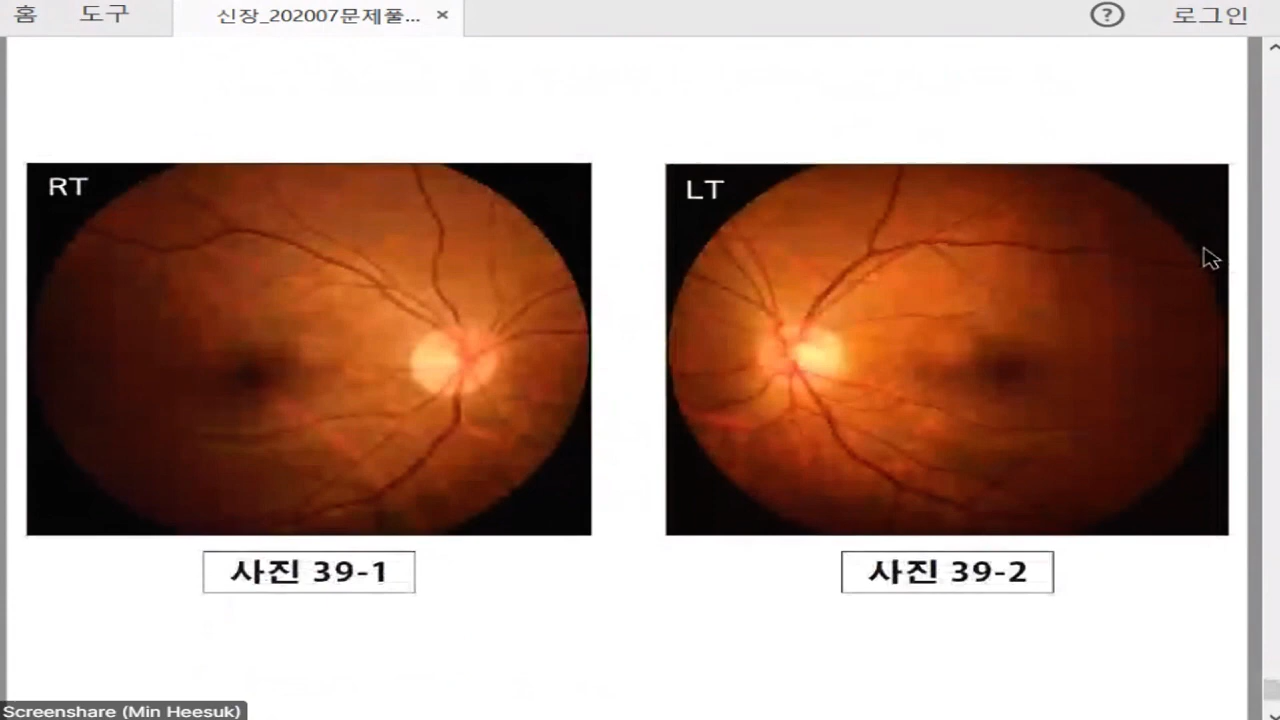 홈 도구 신장_202007문제풀... × ? 로그인
RT LT
사진 39-1 사진 39-2
Screenshare (Min Heesuk)